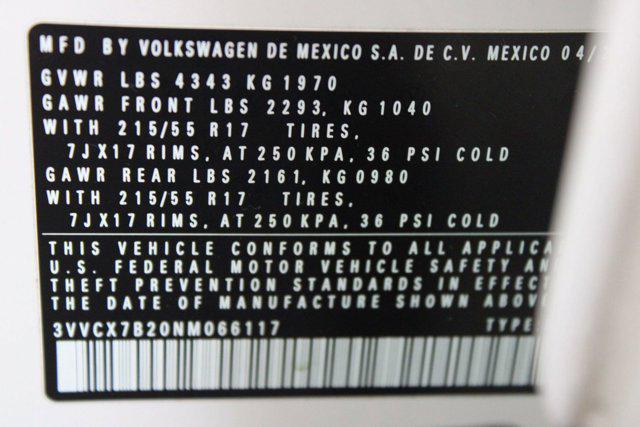 MFD BY VOLKSWAGEN DE MEXICO S.A. DE C.V. MEXICO 04/
GVWR LBS 4343 KG 1970
GAWR FRONT LBS 2293, KG 1040
WITH 215/55 R17 TIRES,
7JX17 RIMS, AT 250 KPA, 36 PSI COLD
GAWR REAR LBS 2161, KG 0980
WITH 215/55 R17 TIRES,
7JX17 RIMS, AT 250 KPA, 36 PSI COLD
THIS VEHICLE CONFORMS TO ALL APPLICA
U.S. FEDERAL MOTOR VEHICLE SAFETY AN
THEFT PREVENTION STANDARDS IN EFFEC
THE DATE OF MANUFACTURE SHOWN ABOV
3VVCX7B20NM066117 TYPE